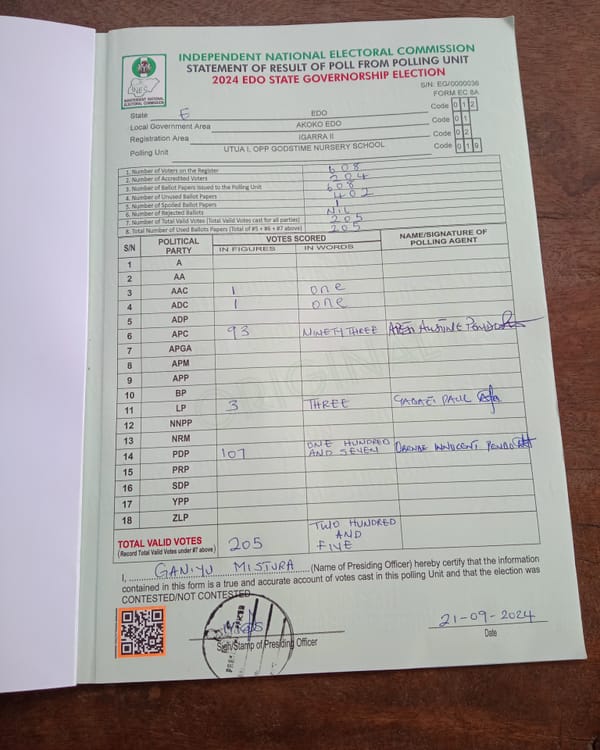 INDEPENDENT NATIONAL ELECTORAL COMMISSION
STATEMENT OF RESULT OF POLL FROM POLLING UNIT
2024 EDO STATE GOVERNORSHIP ELECTION
INEC
INDEPENDENT NATIONAL ELECTORAL COMMISSION
S/N: EG/0000036
FORM EC 8A
State E EDO Code 0 1 2
Local Government Area AKOKO EDO Code 0 1
Registration Area IGARRA II Code 0 2
Polling Unit UTUA I, OPP GODSTIME NURSERY SCHOOL Code 0 1 9
1. Number of Voters on the Register 608
2. Number of Accredited Voters 204
3. Number of Ballot Papers issued to the Polling Unit 608
4. Number of Unused Ballot Papers 402
5. Number of Spoiled Ballot Papers 1
6. Number of Rejected Ballots NIL
7. Number of Total Valid Votes (Total Valid Votes cast for all parties) 205
8. Total Number of Used Ballots Papers (Total of #5 + #6 + #7 above) 205
S/N POLITICAL PARTY VOTES SCORED NAME/SIGNATURE OF POLLING AGENT
IN FIGURES IN WORDS
1 A
2 AA
3 AAC 1 one
4 ADC 1 one
5 ADP
6 APC 93 NINETY THREE
7 APGA
8 APM
9 APP
10 BP
11 LP 3 THREE PAUL
12 NNPP
13 NRM
14 PDP 107 ONE HUNDRED AND SEVEN INNOCENT
15 PRP
16 SDP
17 YPP
18 ZLP
TOTAL VALID VOTES 205 TWO HUNDRED AND FIVE
(Record Total Valid Votes under #7 above)
I, GANIYU MISTURA (Name of Presiding Officer) hereby certify that the information
contained in this form is a true and accurate account of votes cast in this polling Unit and that the election was
CONTESTED/NOT CONTESTED
21-09-2024
Sign/Stamp of Presiding Officer Date